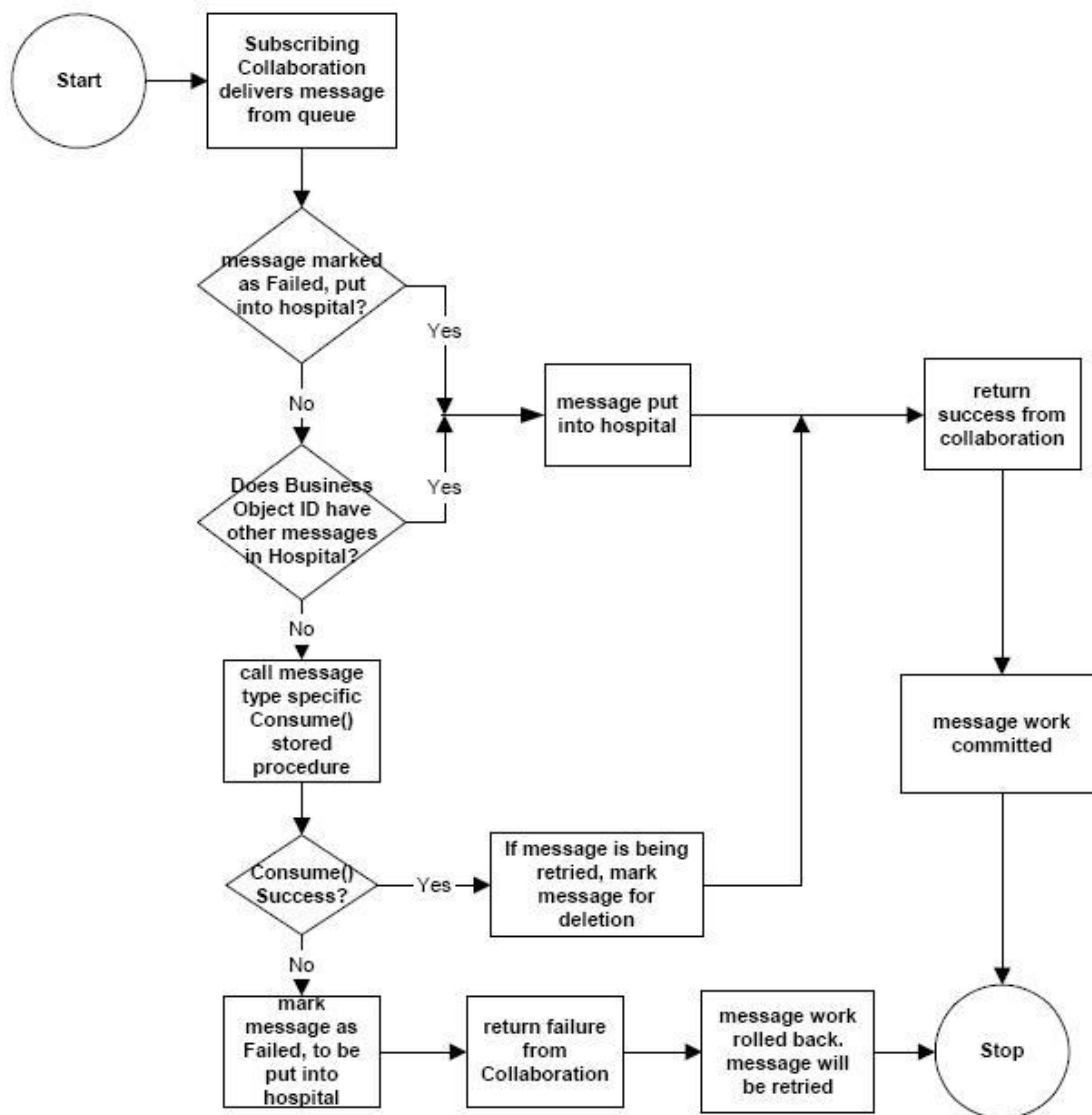 Start
Subscribing
Collaboration
delivers message
from queue
message marked
as Failed, put
into hospital?
Yes
No
message put
into hospital
return
success from
collaboration
Does Business
Object ID have
other messages
in Hospital?
Yes
No
call message
type specific
Consume()
stored
procedure
message work
committed
Consume()
Success?
Yes
If message is being
retried, mark
message for
deletion
No
mark
message as
Failed, to be
put into
hospital
return failure
from
Collaboration
message work
rolled back.
message will
be retried
Stop